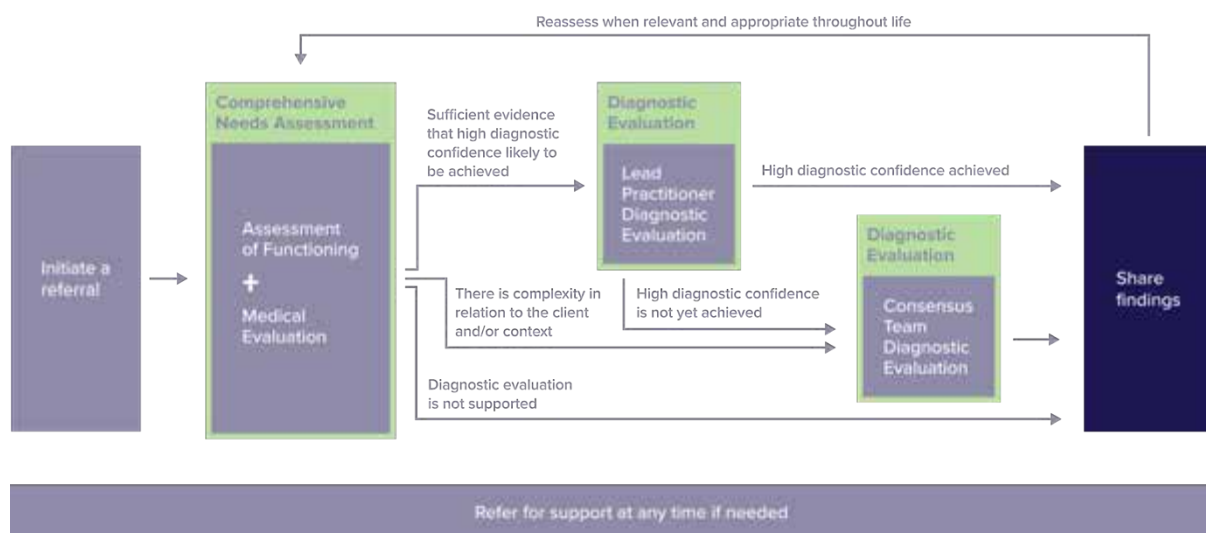 Reassess when relevant and appropriate throughout life
Initiate a
referral
Comprehensive
Needs Assessment
Assessment
of Functioning
+
Medical
Evaluation
Sufficient evidence
that high diagnostic
confidence likely to
be achieved
There is complexity in
relation to the client
and/or context
Diagnostic evaluation
is not supported
Diagnostic
Evaluation
Lead
Practitioner
Diagnostic
Evaluation
High diagnostic confidence achieved
High diagnostic confidence
is not yet achieved
Diagnostic
Evaluation
Consensus
Team
Diagnostic
Evaluation
Share
findings
Refer for support at any time if needed